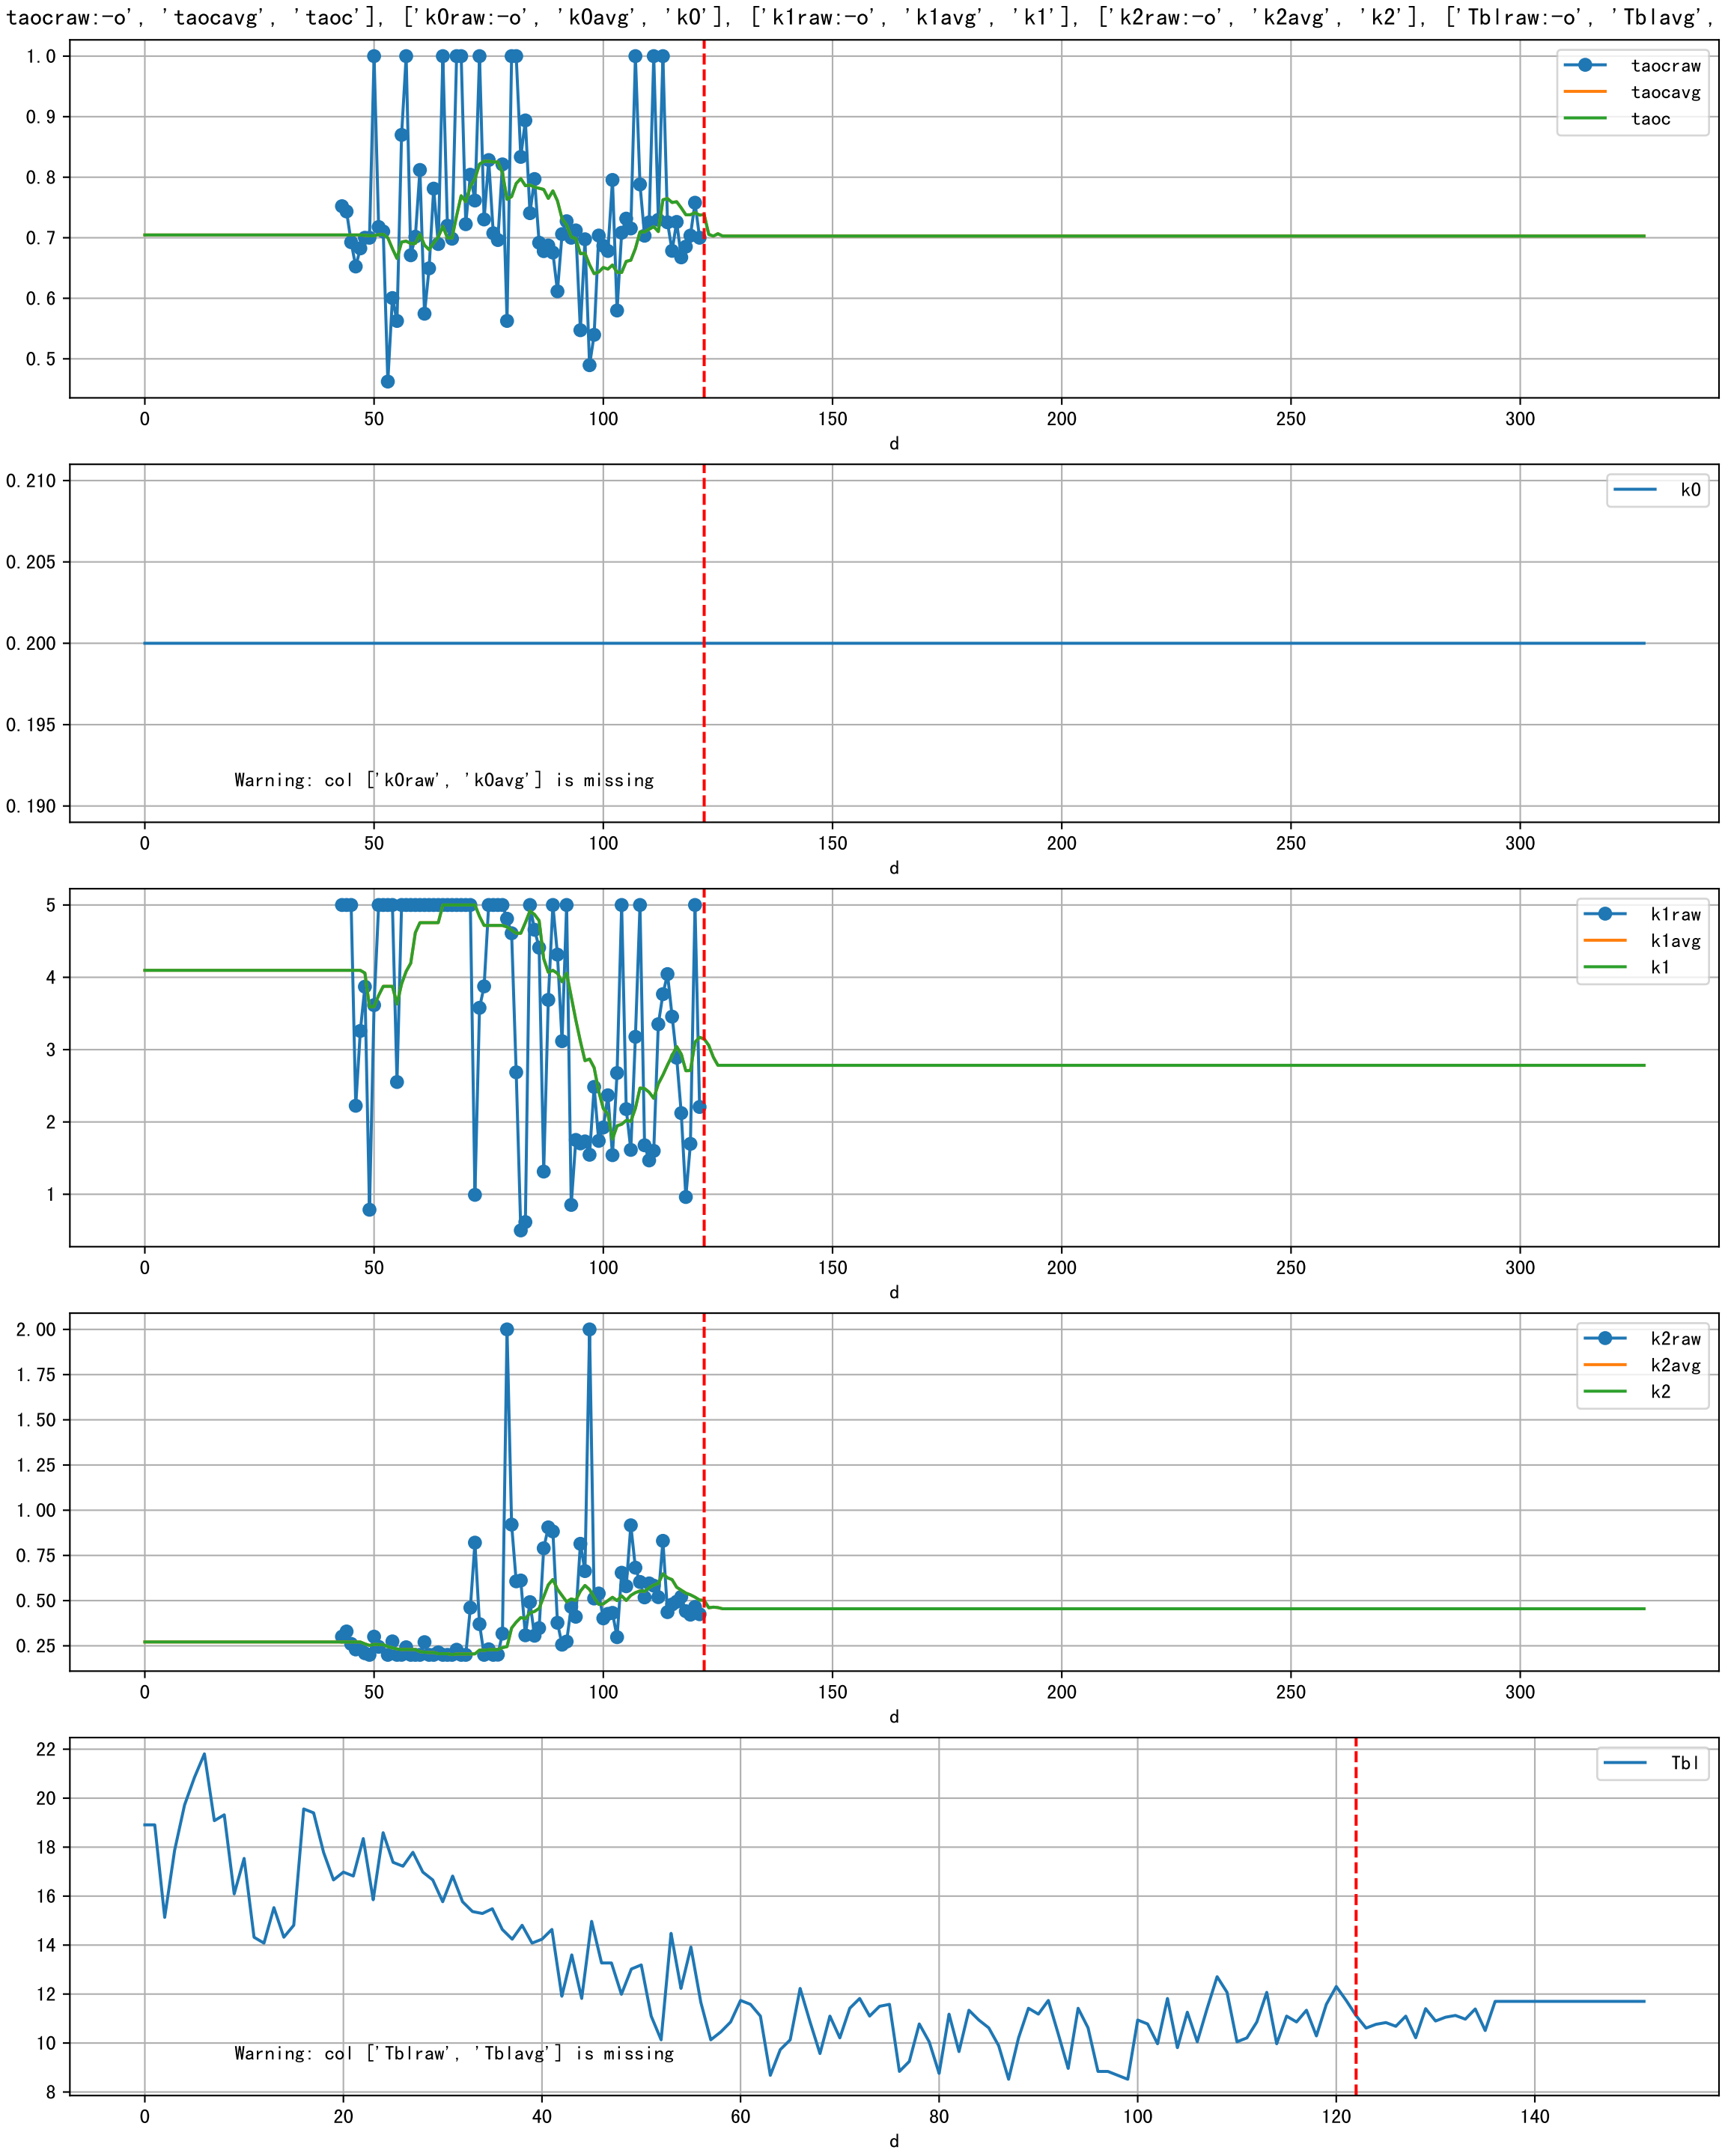 taocraw:-o', 'taocavg', 'taoc'], ['k0raw:-o', 'k0avg', 'k0'], ['k1raw:-o', 'k1avg', 'k1'], ['k2raw:-o', 'k2avg', 'k2'], ['Tblraw:-o', 'Tblavg',
1.0
0.9
0.8
0.7
0.6
0.5
taocraw
taocavg
taoc
0 50 100 150 200 250 300
d
0.210
0.205
0.200
0.195
0.190
k0
Warning: col ['k0raw', 'k0avg'] is missing
0 50 100 150 200 250 300
d
5
4
3
2
1
k1raw
k1avg
k1
0 50 100 150 200 250 300
d
2.00
1.75
1.50
1.25
1.00
0.75
0.50
0.25
k2raw
k2avg
k2
0 50 100 150 200 250 300
d
22
20
18
16
14
12
10
8
Tbl
Warning: col ['Tblraw', 'Tblavg'] is missing
0 20 40 60 80 100 120 140
d